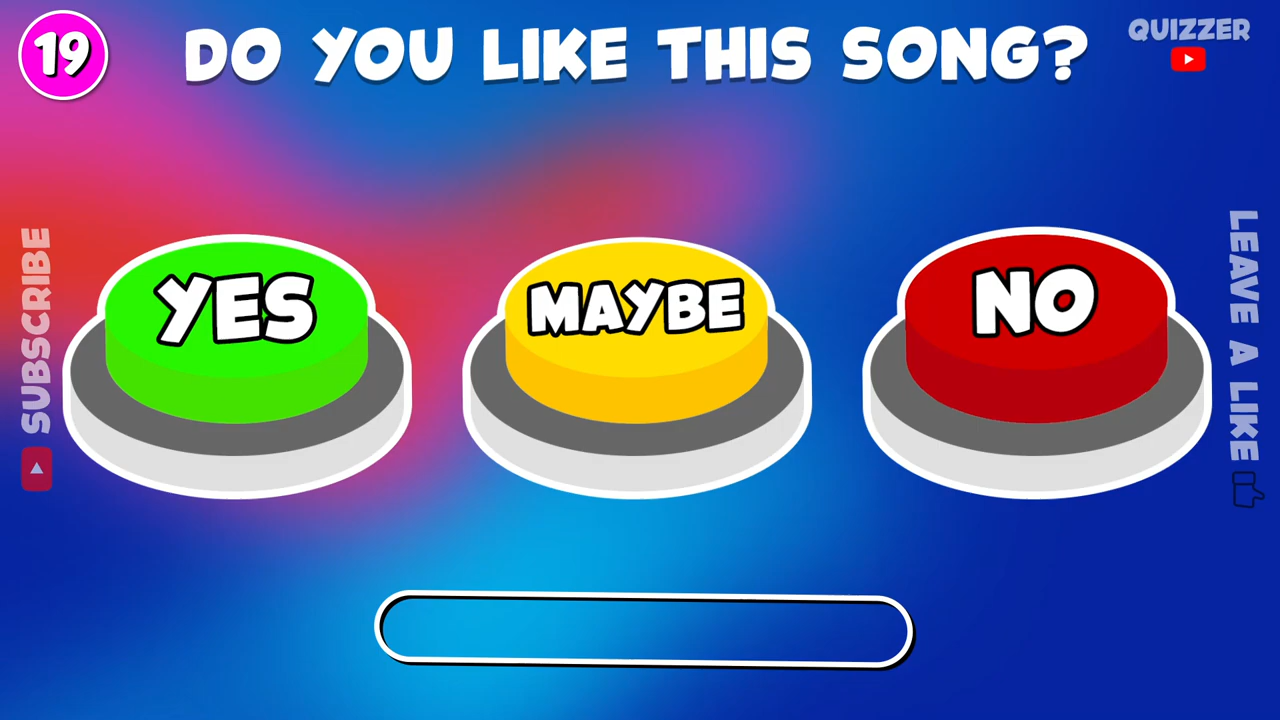 19
DO YOU LIKE THIS SONG?
QUIZZER
SUBSCRIBE
YES
MAYBE
NO
LEAVE A LIKE